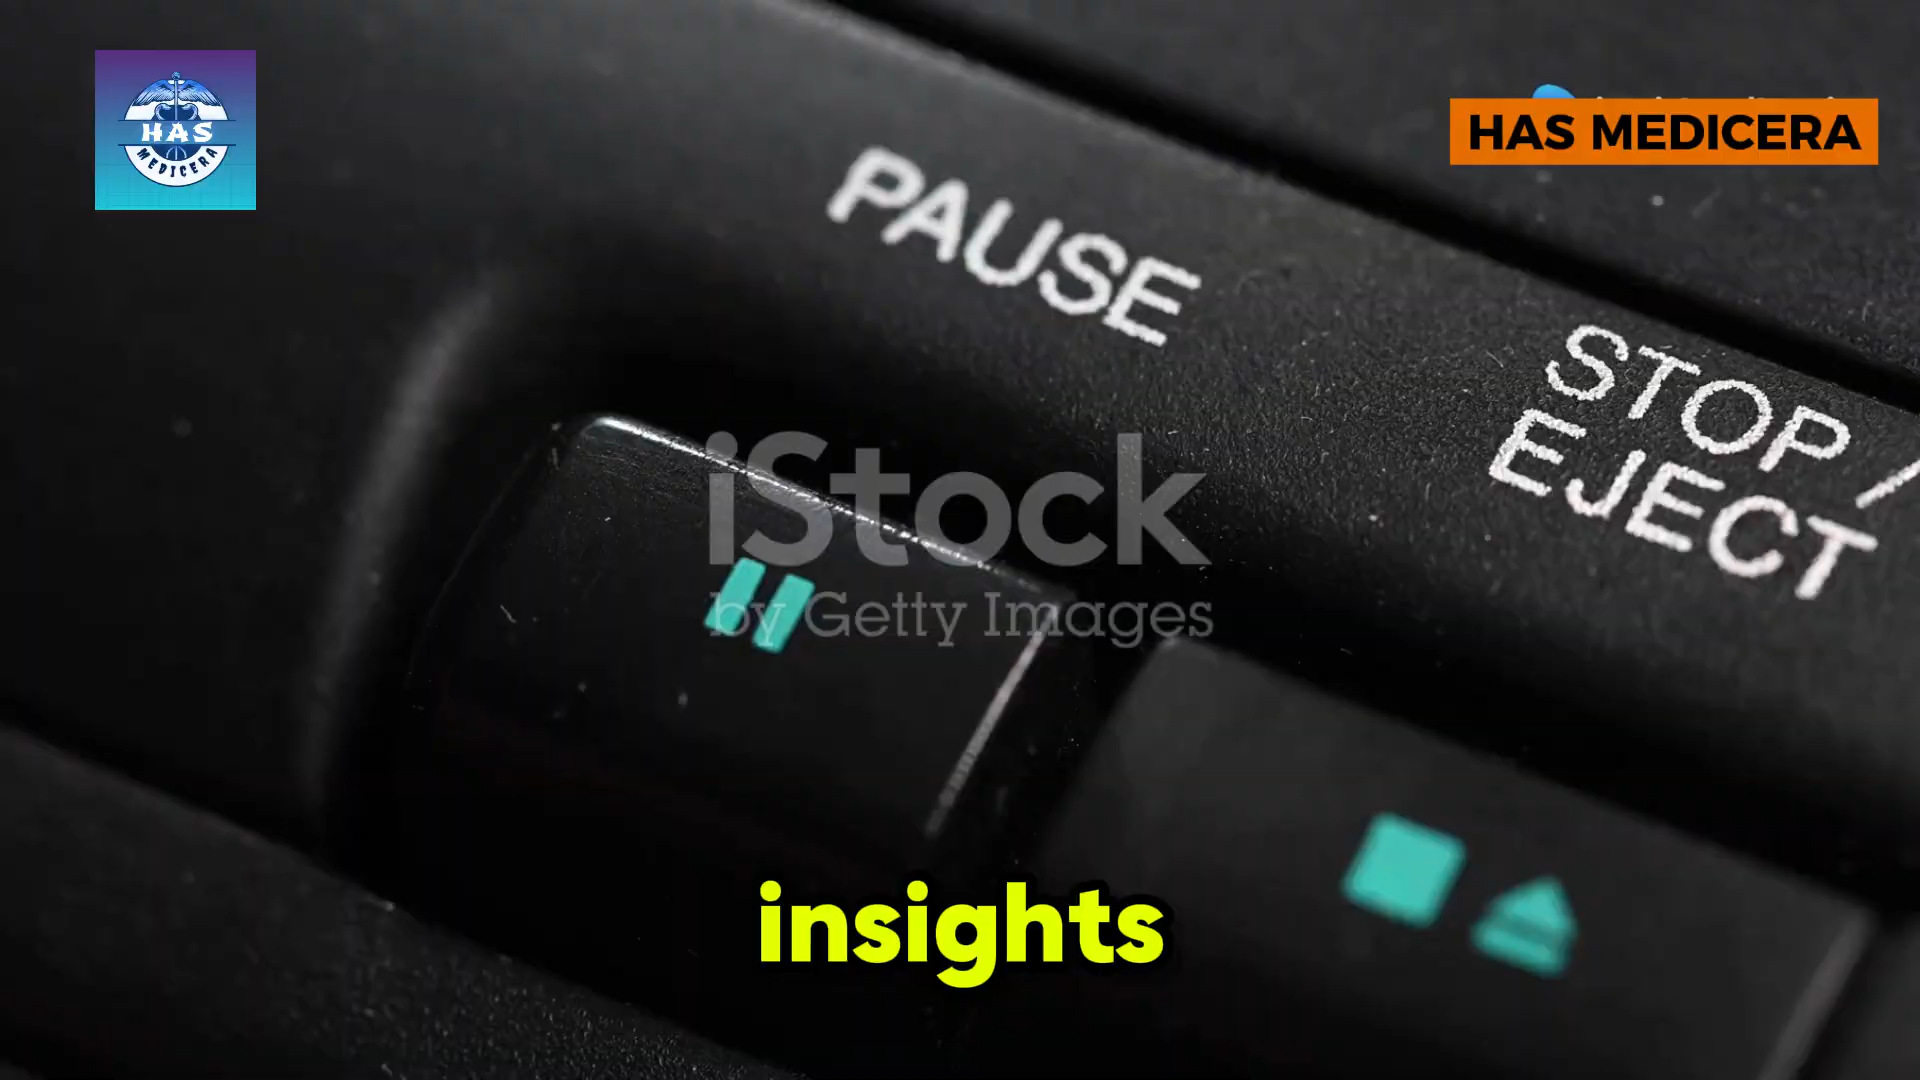 HAS
MEDICERA
HAS MEDICERA
PAUSE
STOP /
EJECT
iStock
by Getty Images
insights